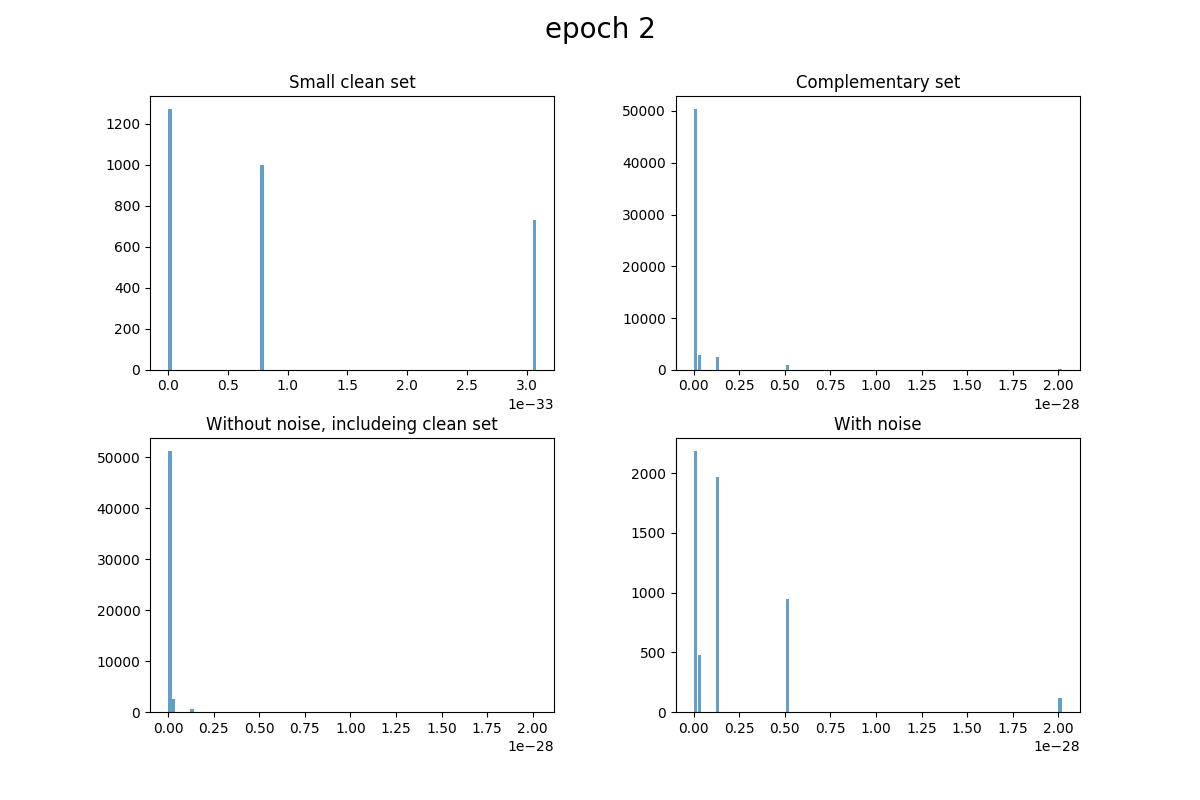 epoch 2
Small clean set
1200
1000
800
600
400
200
0
0.0 0.5 1.0 1.5 2.0 2.5 3.0
1e−33
Complementary set
50000
40000
30000
20000
10000
0
0.00 0.25 0.50 0.75 1.00 1.25 1.50 1.75 2.00
1e−28
Without noise, includeing clean set
50000
40000
30000
20000
10000
0
0.00 0.25 0.50 0.75 1.00 1.25 1.50 1.75 2.00
1e−28
With noise
2000
1500
1000
500
0
0.00 0.25 0.50 0.75 1.00 1.25 1.50 1.75 2.00
1e−28